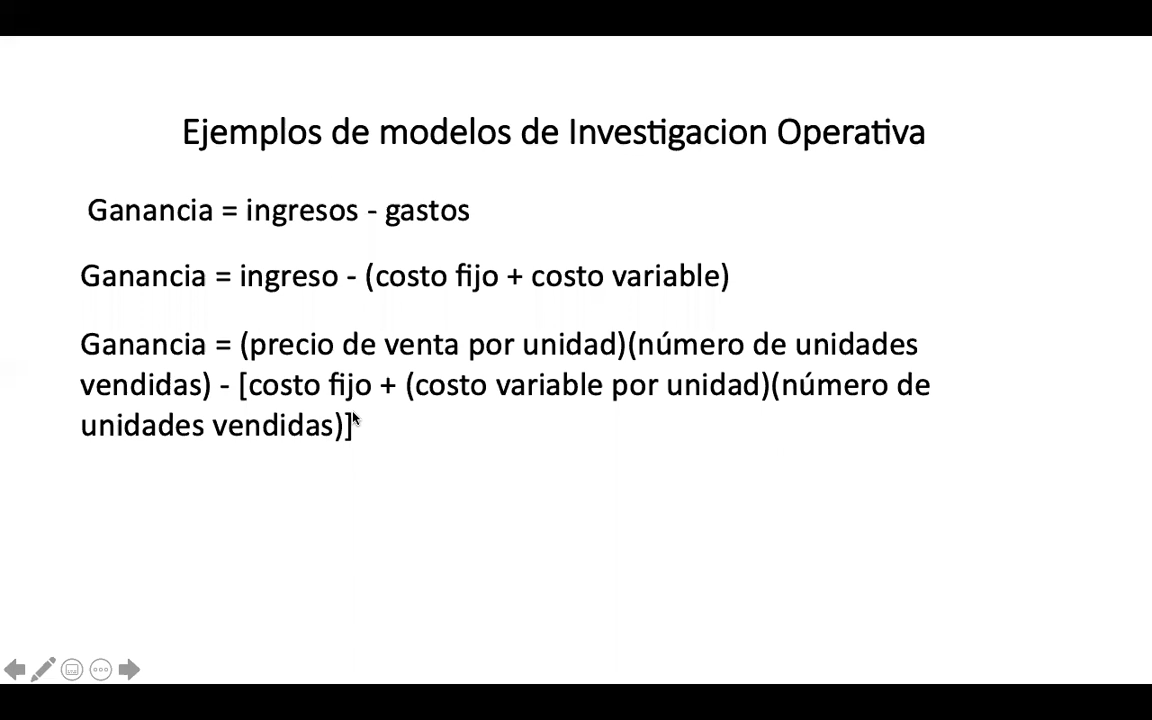 Ejemplos de modelos de Investigacion Operativa
Ganancia = ingresos - gastos
Ganancia = ingreso - (costo fijo + costo variable)
Ganancia = (precio de venta por unidad)(número de unidades
vendidas) - [costo fijo + (costo variable por unidad)(número de
unidades vendidas)]